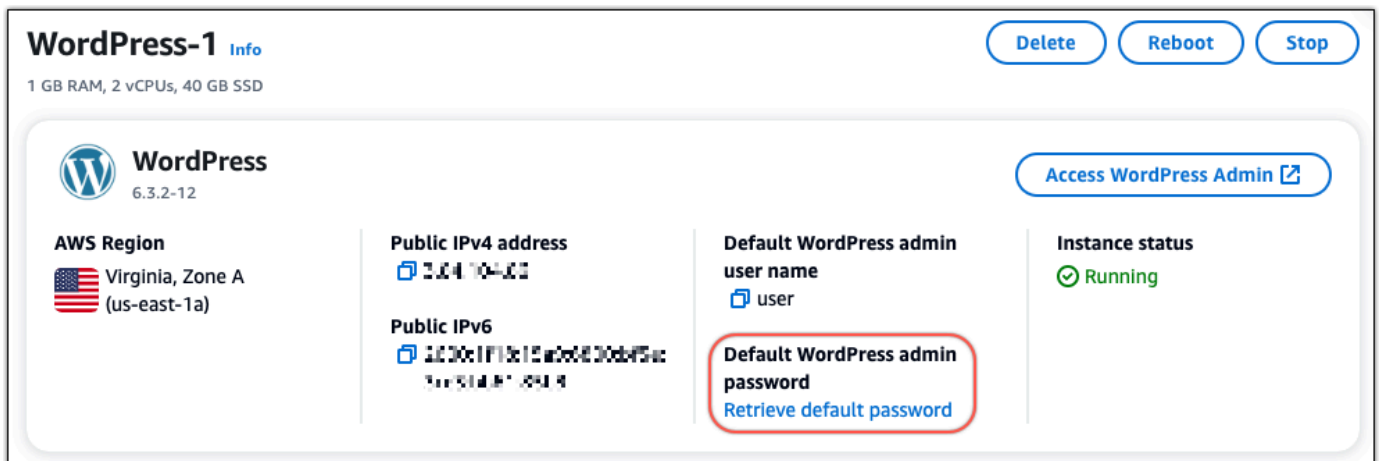 WordPress-1 Info
Delete
Reboot
Stop
1 GB RAM, 2 vCPUs, 40 GB SSD
WordPress
6.3.2-12
Access WordPress Admin
AWS Region
Virginia, Zone A
(us-east-1a)
Public IPv4 address
Public IPv6
Default WordPress admin
user name
user
Default WordPress admin
password
Retrieve default password
Instance status
Running